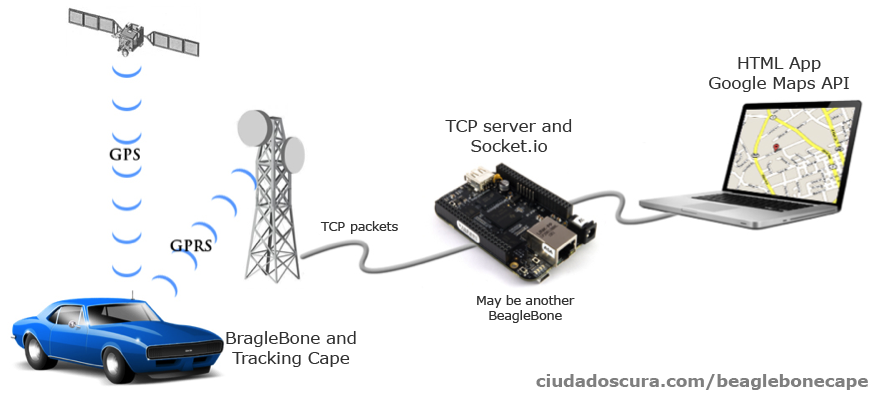 HTML App
Google Maps API
TCP server and
Socket.io
GPS
GPRS
TCP packets
May be another
BeagleBone
BragleBone and
Tracking Cape
ciudadoscura.com/beaglebonecape